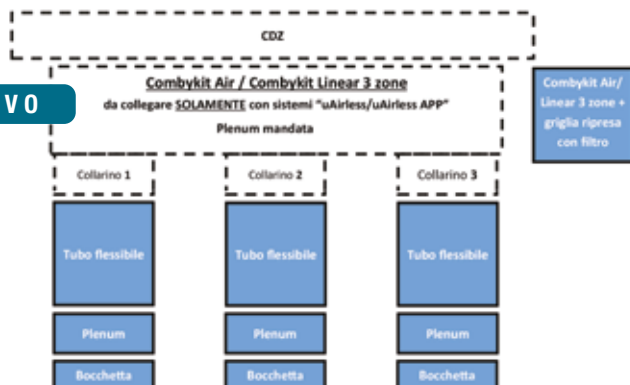 CDZ
VO
Combykit Air / Combykit Linear 3 zone
da collegare SOLAMENTE con sistemi "uAirless/uAirless APP"
Plenum mandata
Combykit Air/
Linear 3 zone +
griglia ripresa
con filtro
Collarino 1
Collarino 2
Collarino 3
Tubo flessibile
Tubo flessibile
Tubo flessibile
Plenum
Plenum
Plenum
Bocchetta
Bocchetta
Bocchetta